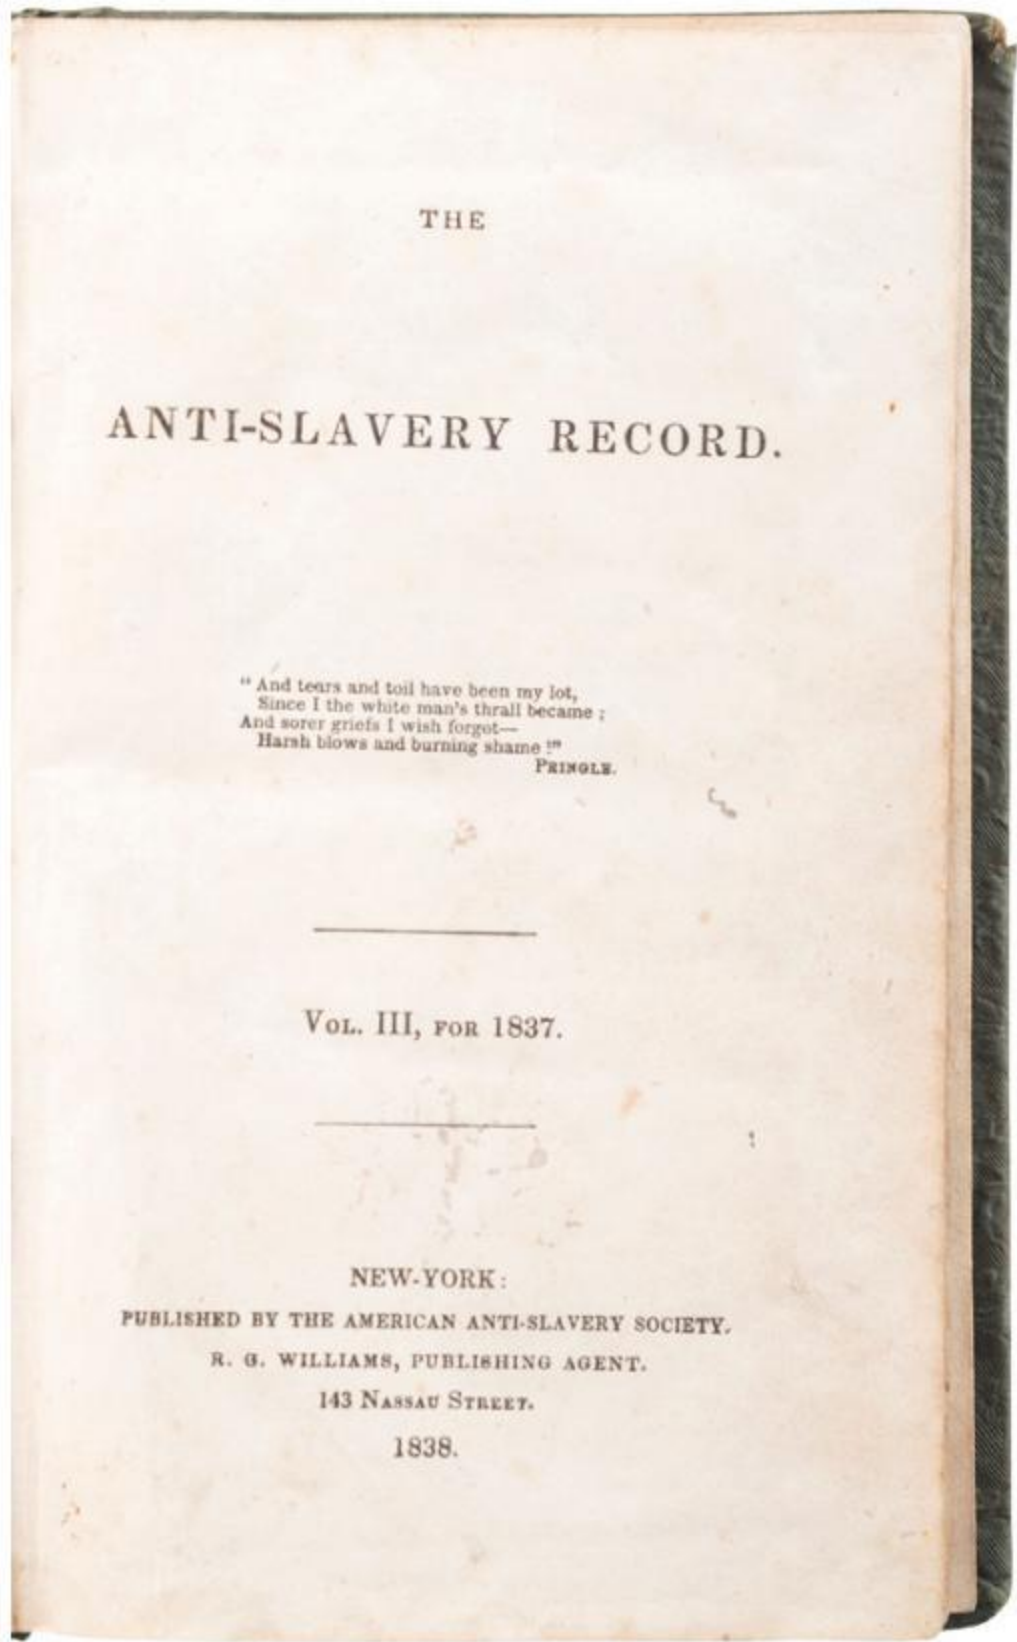 THE
ANTI-SLAVERY RECORD.
" And tears and toil have been my lot,
Since I the white man's thrall became ;
And sorer griefs I wish forgot—
Harsh blows and burning shame !"
PRINGLE.
VOL. III, FOR 1837.
NEW-YORK:
PUBLISHED BY THE AMERICAN ANTI-SLAVERY SOCIETY.
R. G. WILLIAMS, PUBLISHING AGENT.
143 NASSAU STREET.
1838.